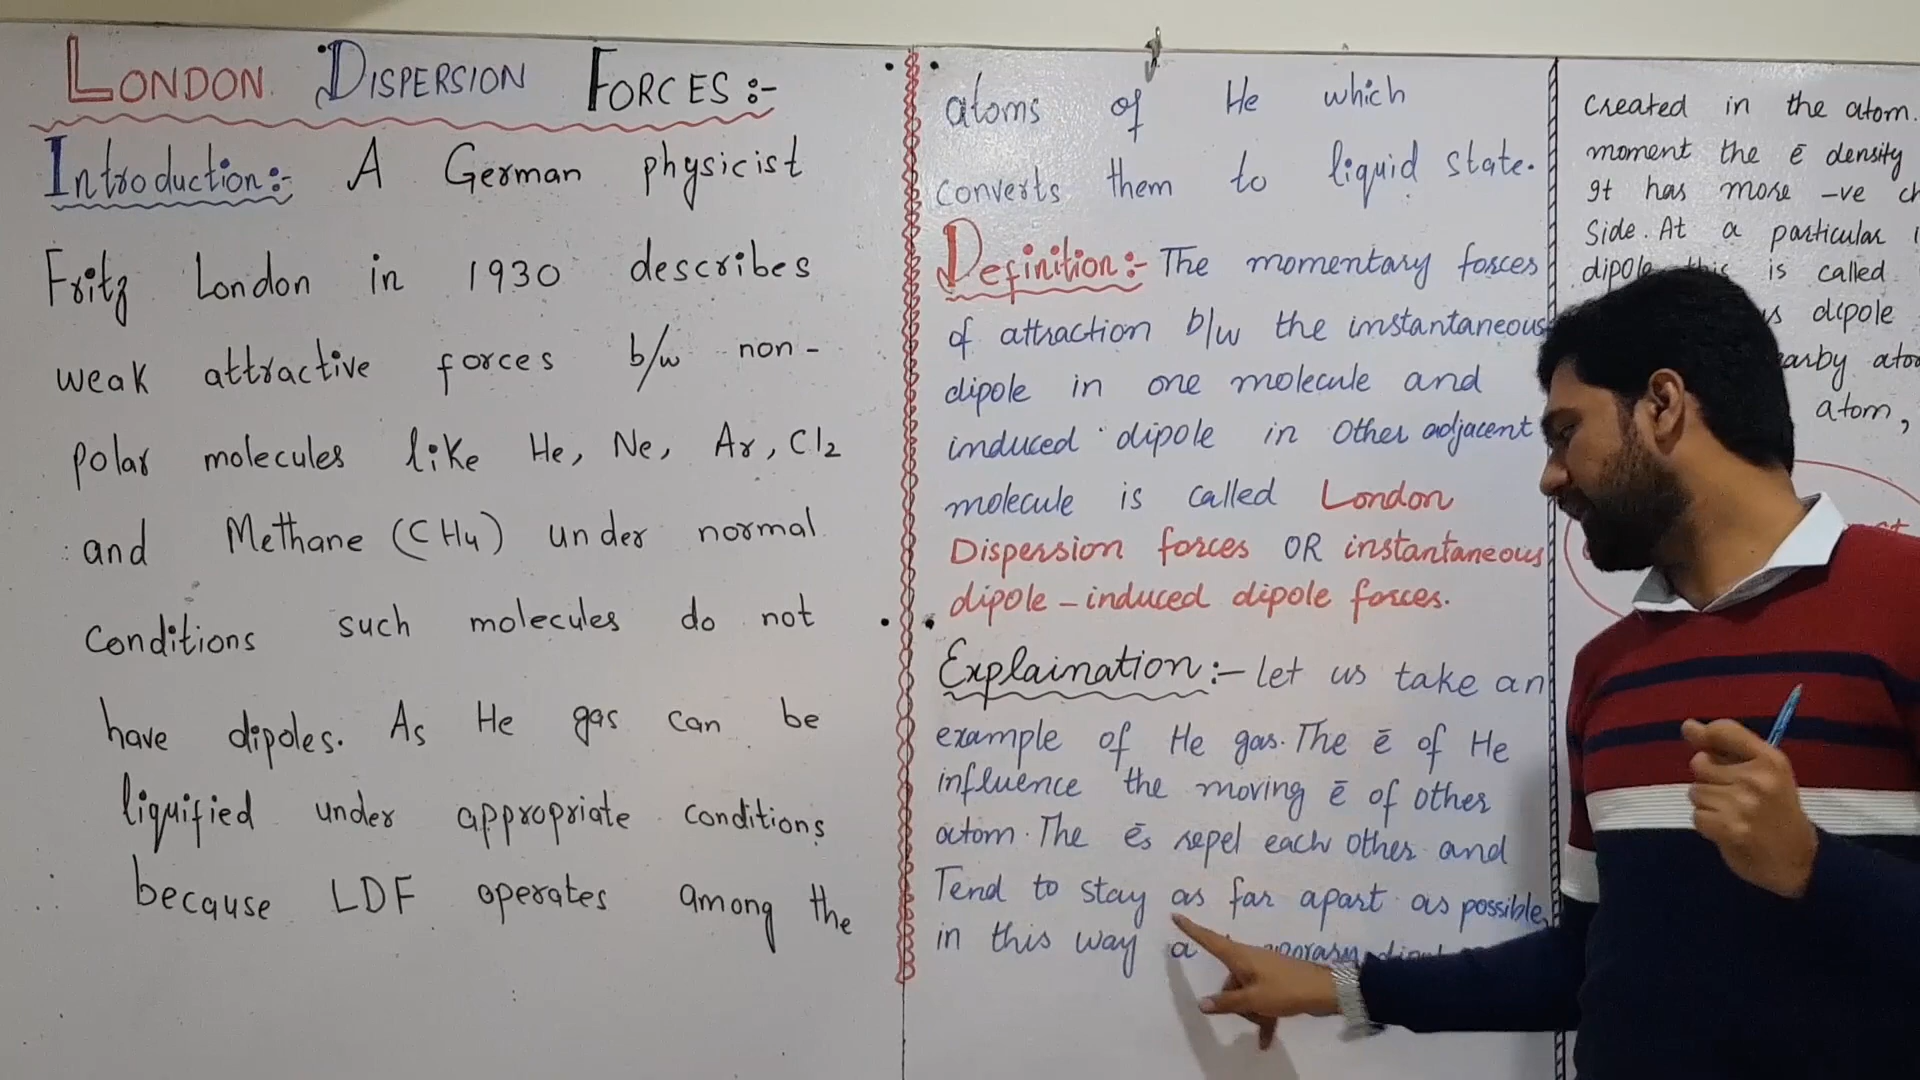 LONDON DISPERSION FORCES:-
Introduction:- A German physicist
Fritz London in 1930 describes
weak attractive forces b/w non-
polar molecules like He, Ne, Ar, Cl2
and Methane (CH4) under normal
conditions such molecules do not
have dipoles. As He gas can be
liquified under appropriate conditions
because LDF operates among the
atoms of He which
converts them to liquid state.
Definition:- The momentary forces
of attraction b/w the instantaneous
dipole in one molecule and
induced dipole in other adjacent
molecule is called London
Dispersion forces OR instantaneous
dipole-induced dipole forces.
Explaination:- let us take an
example of He gas. The ē of He
influence the moving ē of other
atom. The ēs repel each other and
Tend to stay as far apart as possible,
in this way a
created in the atom.
moment the ē density
It has more -ve
Side. At a particular
dipole this is called
dipole
atom,